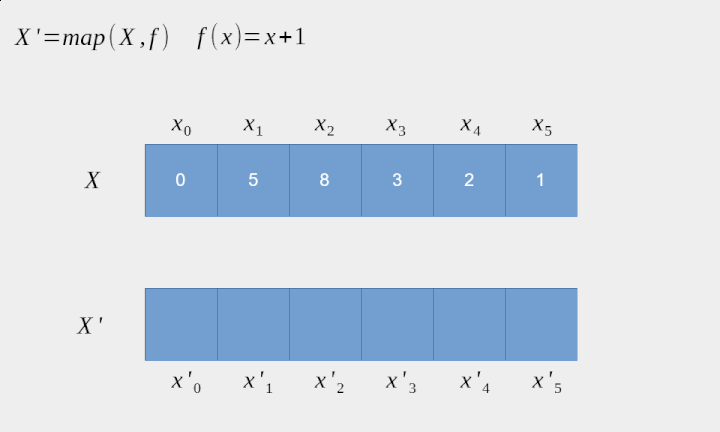 X'=map(X,f) f(x)=x+1
x₀ x₁ x₂ x₃ x₄ x₅
X 0 5 8 3 2 1
X'
x'₀ x'₁ x'₂ x'₃ x'₄ x'₅